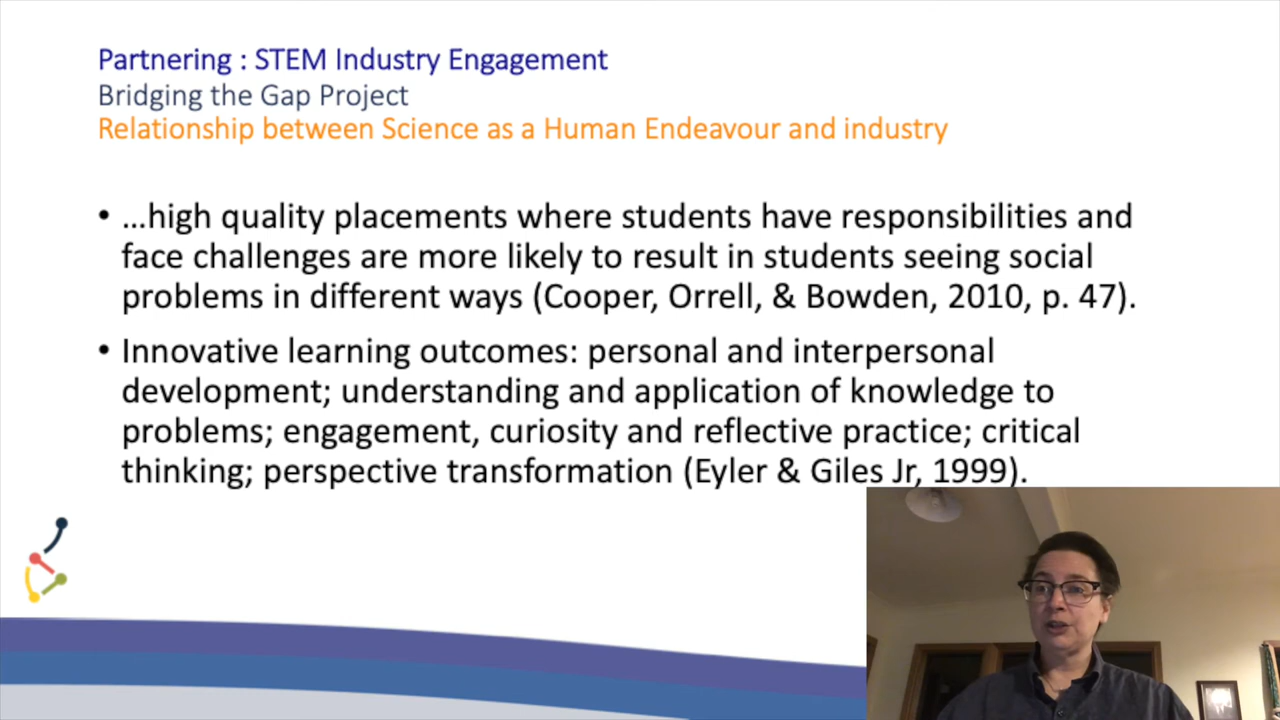 Partnering : STEM Industry Engagement
Bridging the Gap Project
Relationship between Science as a Human Endeavour and industry
• ...high quality placements where students have responsibilities and
face challenges are more likely to result in students seeing social
problems in different ways (Cooper, Orrell, & Bowden, 2010, p. 47).
• Innovative learning outcomes: personal and interpersonal
development; understanding and application of knowledge to
problems; engagement, curiosity and reflective practice; critical
thinking; perspective transformation (Eyler & Giles Jr, 1999).